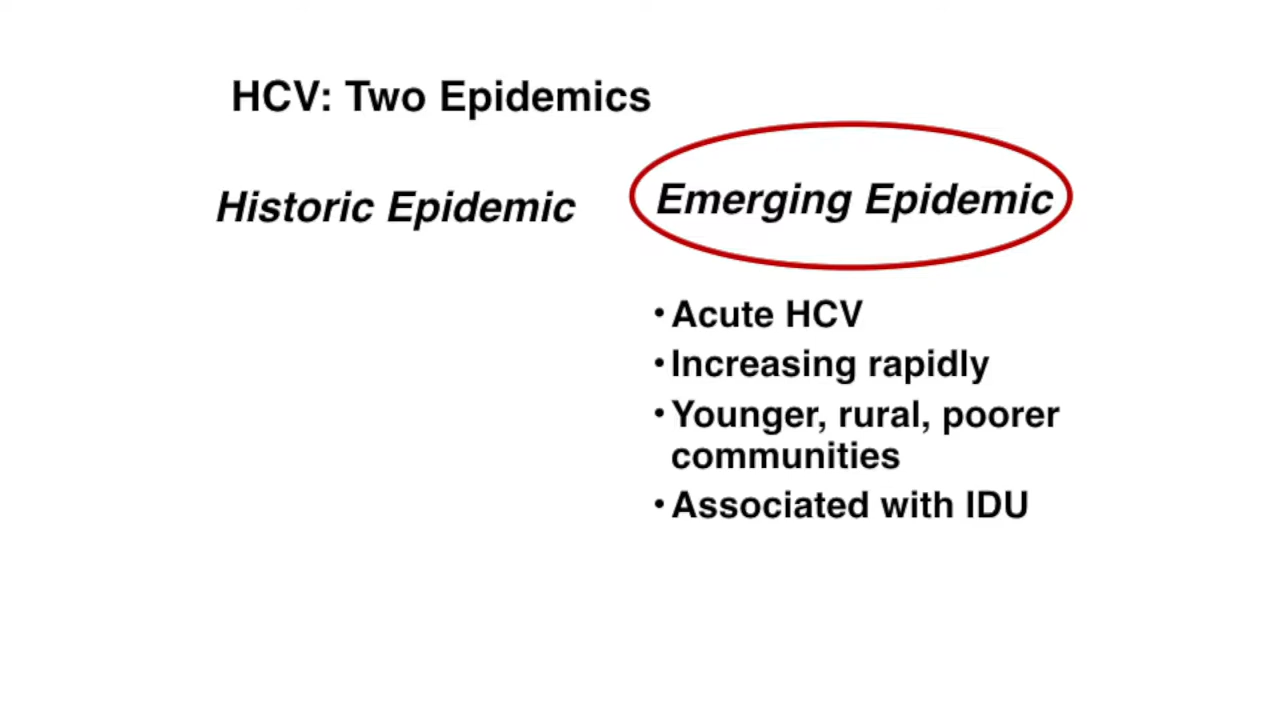 HCV: Two Epidemics
Historic Epidemic
Emerging Epidemic
• Acute HCV
• Increasing rapidly
• Younger, rural, poorer
communities
• Associated with IDU